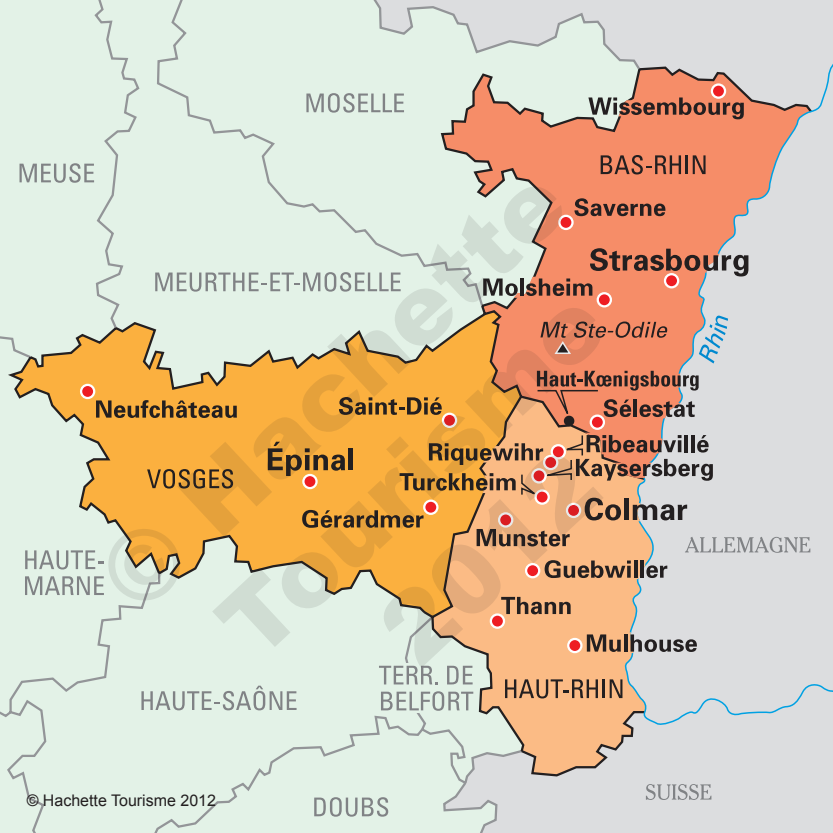 Wissembourg
MOSELLE
BAS-RHIN
MEUSE
Saverne
Strasbourg
MEURTHE-ET-MOSELLE
Molsheim
Mt Ste-Odile
Rhin
Haut-Kœnigsbourg
Neufchâteau
Saint-Dié
Sélestat
Ribeauvillé
Riquewihr
Épinal
Kaysersberg
VOSGES
Turckheim
Gérardmer
Colmar
Munster
ALLEMAGNE
HAUTE-
MARNE
Guebwiller
Thann
Mulhouse
TERR. DE
BELFORT
HAUT-RHIN
HAUTE-SAÔNE
SUISSE
© Hachette Tourisme 2012
DOUBS
© Hachette
Tourisme
2012